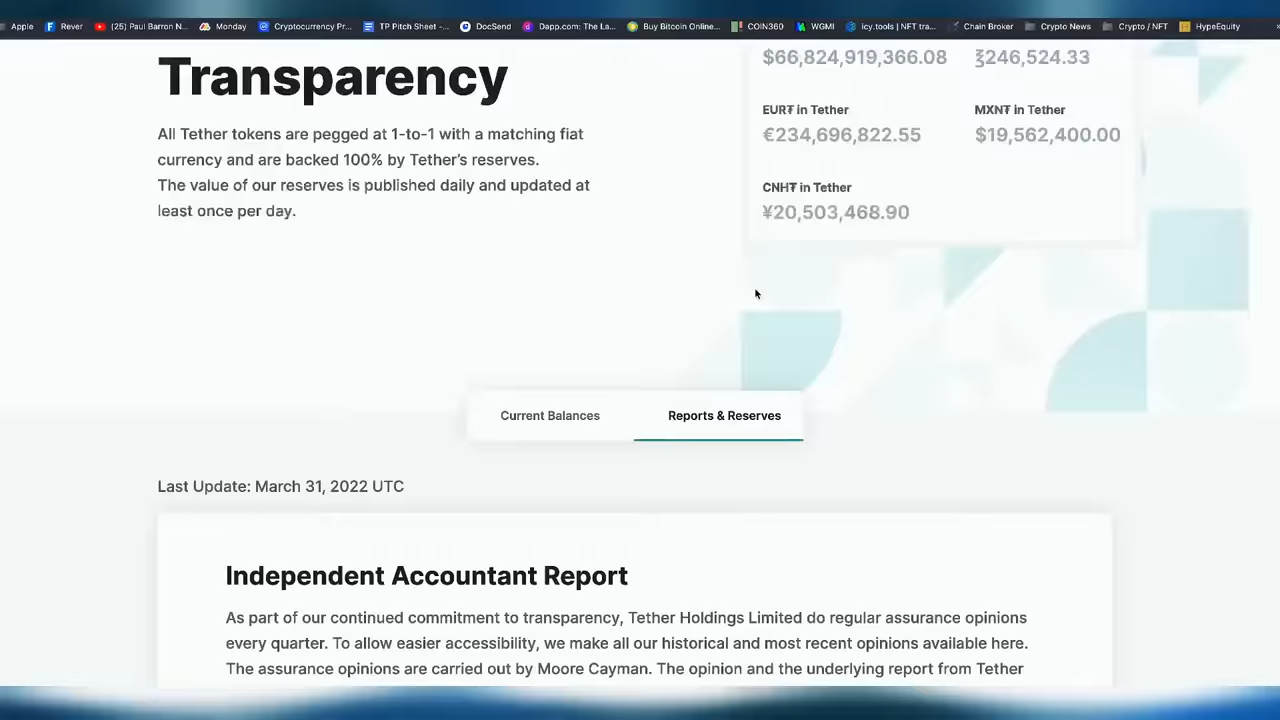 Apple Rever (25) Paul Barron N... Monday Cryptocurrency Pr... TP Pitch Sheet -... DocSend Dapp.com: The La... Buy Bitcoin Online... COIN360 WGMI icy.tools | NFT tra... Chain Broker Crypto News Crypto / NFT HypeEquity
Transparency
All Tether tokens are pegged at 1-to-1 with a matching fiat
currency and are backed 100% by Tether’s reserves.
The value of our reserves is published daily and updated at
least once per day.
$66,824,919,366.08 ℥246,524.33
EUR₮ in Tether MXN₮ in Tether
€234,696,822.55 $19,562,400.00
CNH₮ in Tether
¥20,503,468.90
Current Balances Reports & Reserves
Last Update: March 31, 2022 UTC
Independent Accountant Report
As part of our continued commitment to transparency, Tether Holdings Limited do regular assurance opinions
every quarter. To allow easier accessibility, we make all our historical and most recent opinions available here.
The assurance opinions are carried out by Moore Cayman. The opinion and the underlying report from Tether